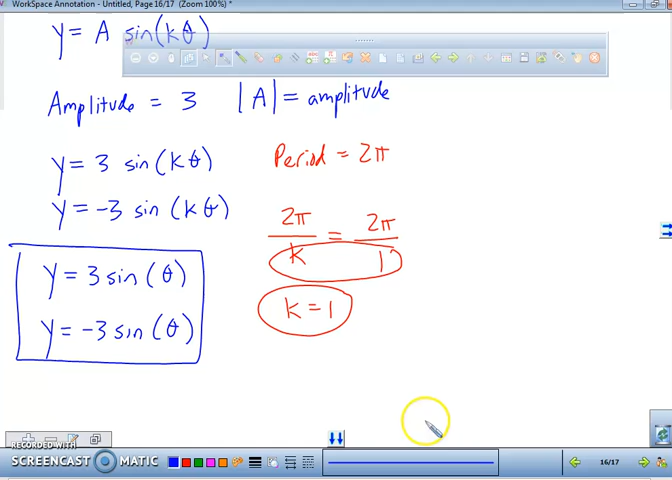 WorkSpace Annotation - Untitled, Page 16/17 (Zoom 100%)
y = A sin(kθ)
Amplitude = 3 |A| = amplitude
y = 3 sin(kθ)
Period = 2π
y = -3 sin(kθ)
2π/k = 2π/1
y = 3 sin(θ)
k = 1
y = -3 sin(θ)
RECORDED WITH
SCREENCAST MATIC
16/17